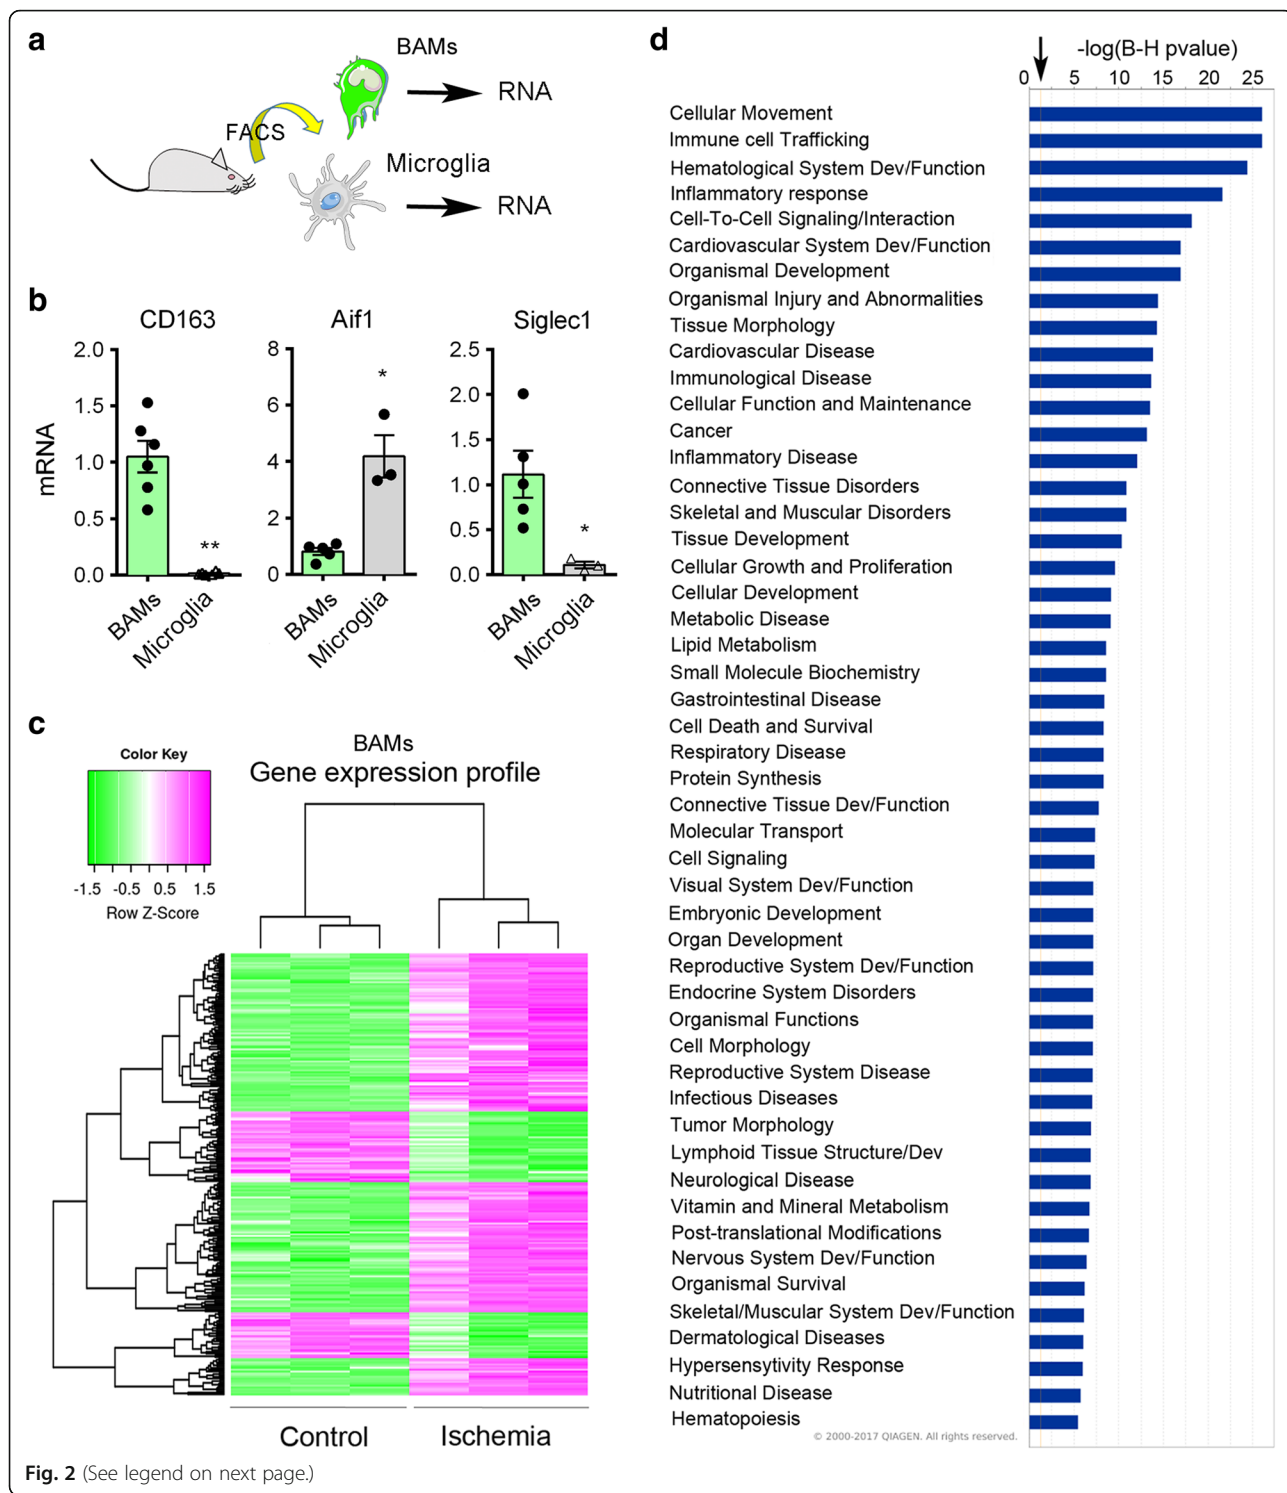 a
BAMs
RNA
FACS
Microglia
RNA
b
CD163
Aif1
Siglec1
mRNA
2.0
1.5
1.0
0.5
0.0
**
BAMs
Microglia
8
6
4
2
0
*
BAMs
Microglia
2.5
2.0
1.5
1.0
0.5
0.0
*
BAMs
Microglia
c
Color Key
-1.5 -0.5 0.5 1.5
Row Z-Score
BAMs
Gene expression profile
Control
Ischemia
d
-log(B-H pvalue)
0 5 10 15 20 25
Cellular Movement
Immune cell Trafficking
Hematological System Dev/Function
Inflammatory response
Cell-To-Cell Signaling/Interaction
Cardiovascular System Dev/Function
Organismal Development
Organismal Injury and Abnormalities
Tissue Morphology
Cardiovascular Disease
Immunological Disease
Cellular Function and Maintenance
Cancer
Inflammatory Disease
Connective Tissue Disorders
Skeletal and Muscular Disorders
Tissue Development
Cellular Growth and Proliferation
Cellular Development
Metabolic Disease
Lipid Metabolism
Small Molecule Biochemistry
Gastrointestinal Disease
Cell Death and Survival
Respiratory Disease
Protein Synthesis
Connective Tissue Dev/Function
Molecular Transport
Cell Signaling
Visual System Dev/Function
Embryonic Development
Organ Development
Reproductive System Dev/Function
Endocrine System Disorders
Organismal Functions
Cell Morphology
Reproductive System Disease
Infectious Diseases
Tumor Morphology
Lymphoid Tissue Structure/Dev
Neurological Disease
Vitamin and Mineral Metabolism
Post-translational Modifications
Nervous System Dev/Function
Organismal Survival
Skeletal/Muscular System Dev/Function
Dermatological Diseases
Hypersensytivity Response
Nutritional Disease
Hematopoiesis
© 2000-2017 QIAGEN. All rights reserved.
Fig. 2 (See legend on next page.)